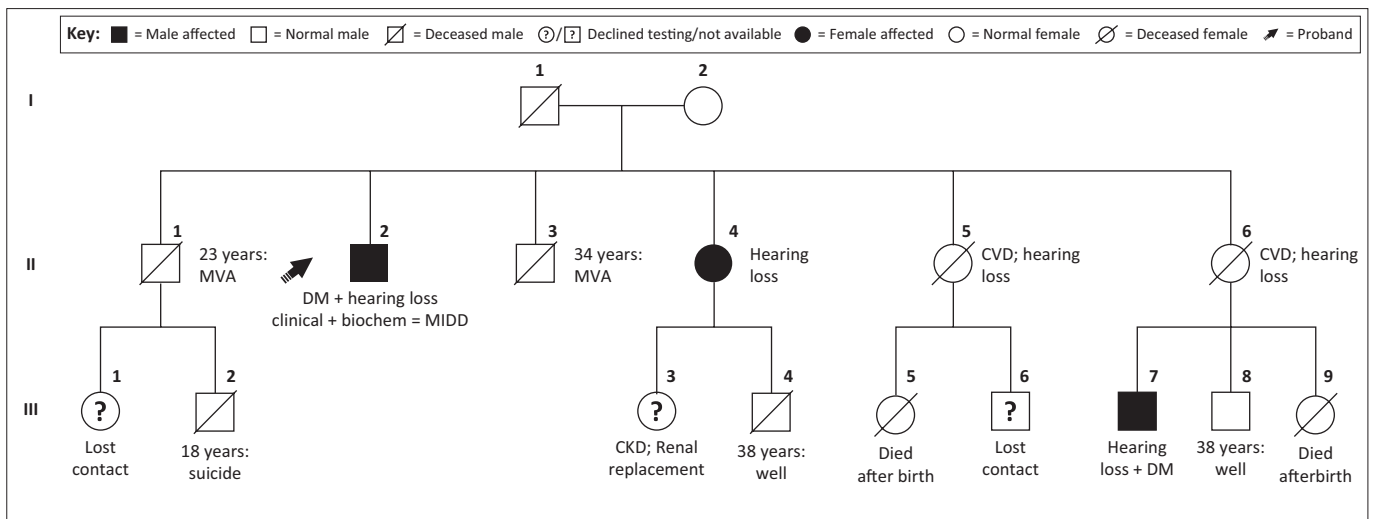 Key: = Male affected = Normal male = Deceased male ?/? Declined testing/not available = Female affected = Normal female = Deceased female = Proband
1 2
I
1 2 3 4 5 6
II
23 years:
MVA
DM + hearing loss
clinical + biochem = MIDD
34 years:
MVA
Hearing
loss
CVD; hearing
loss
CVD; hearing
loss
1 2 3 4 5 6 7 8 9
III
? ? ?
Lost
contact
18 years:
suicide
CKD; Renal
replacement
38 years:
well
Died
after birth
Lost
contact
Hearing
loss + DM
38 years:
well
Died
afterbirth